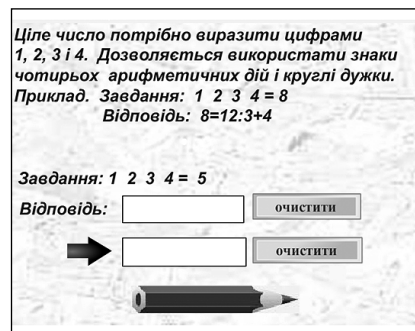 Ціле число потрібно виразити цифрами
1, 2, 3 і 4. Дозволяється використати знаки
чотирьох арифметичних дій і круглі дужки.
Приклад. Завдання: 1 2 3 4 = 8
Відповідь: 8=12:3+4
Завдання: 1 2 3 4 = 5
Відповідь:
очистити
очистити